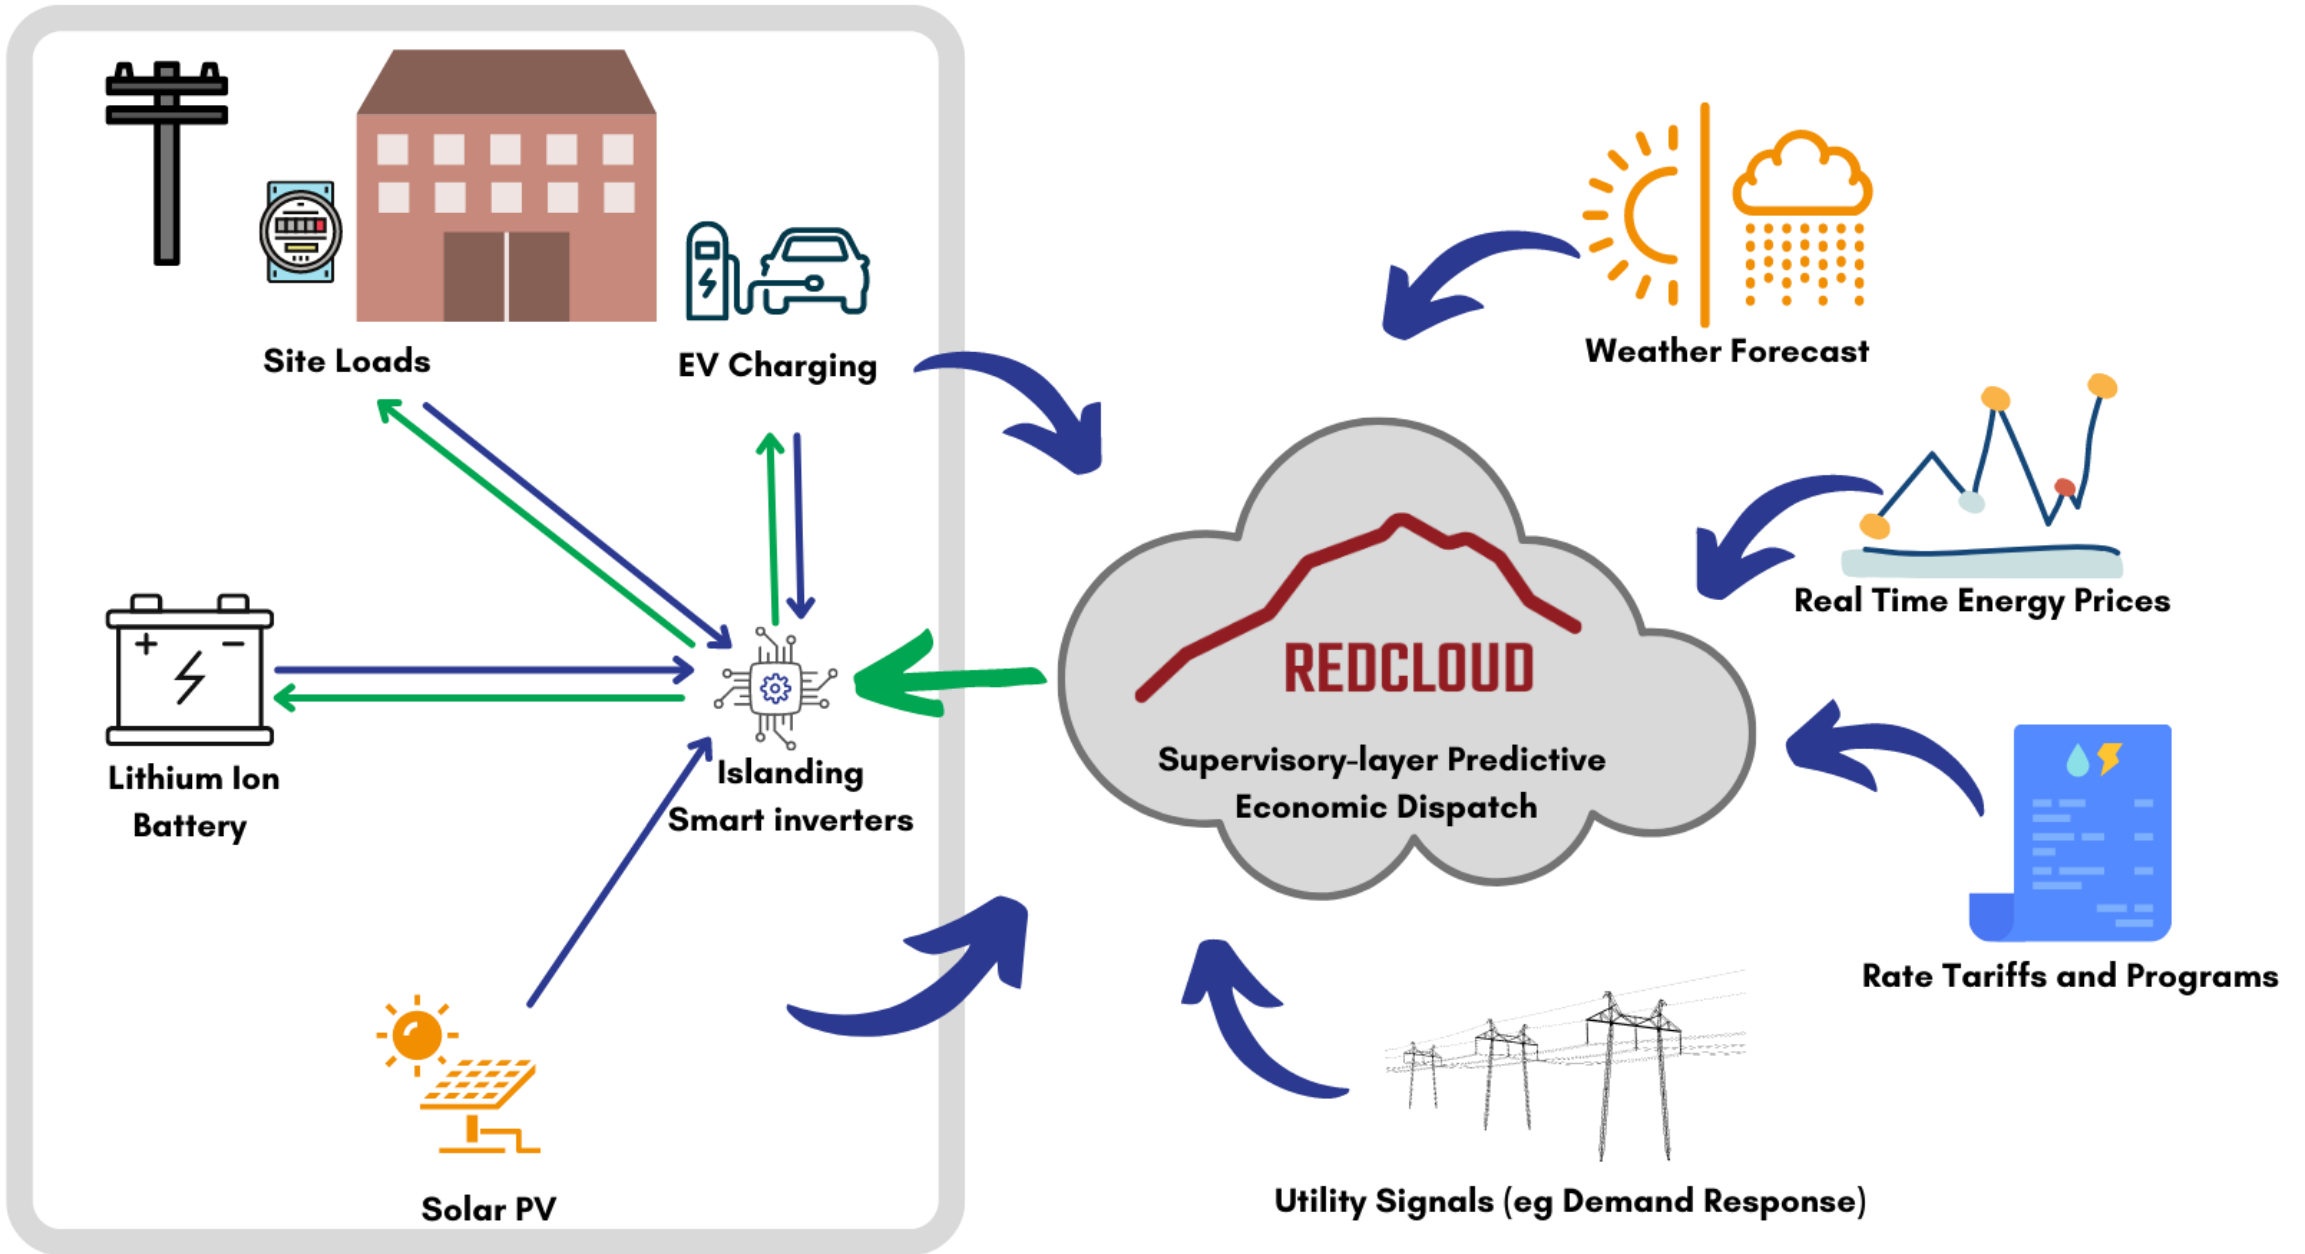 Site Loads
EV Charging
Weather Forecast
Real Time Energy Prices
REDCLOUD
Supervisory-layer Predictive
Economic Dispatch
Lithium Ion
Battery
Islanding
Smart inverters
Rate Tariffs and Programs
Solar PV
Utility Signals (eg Demand Response)